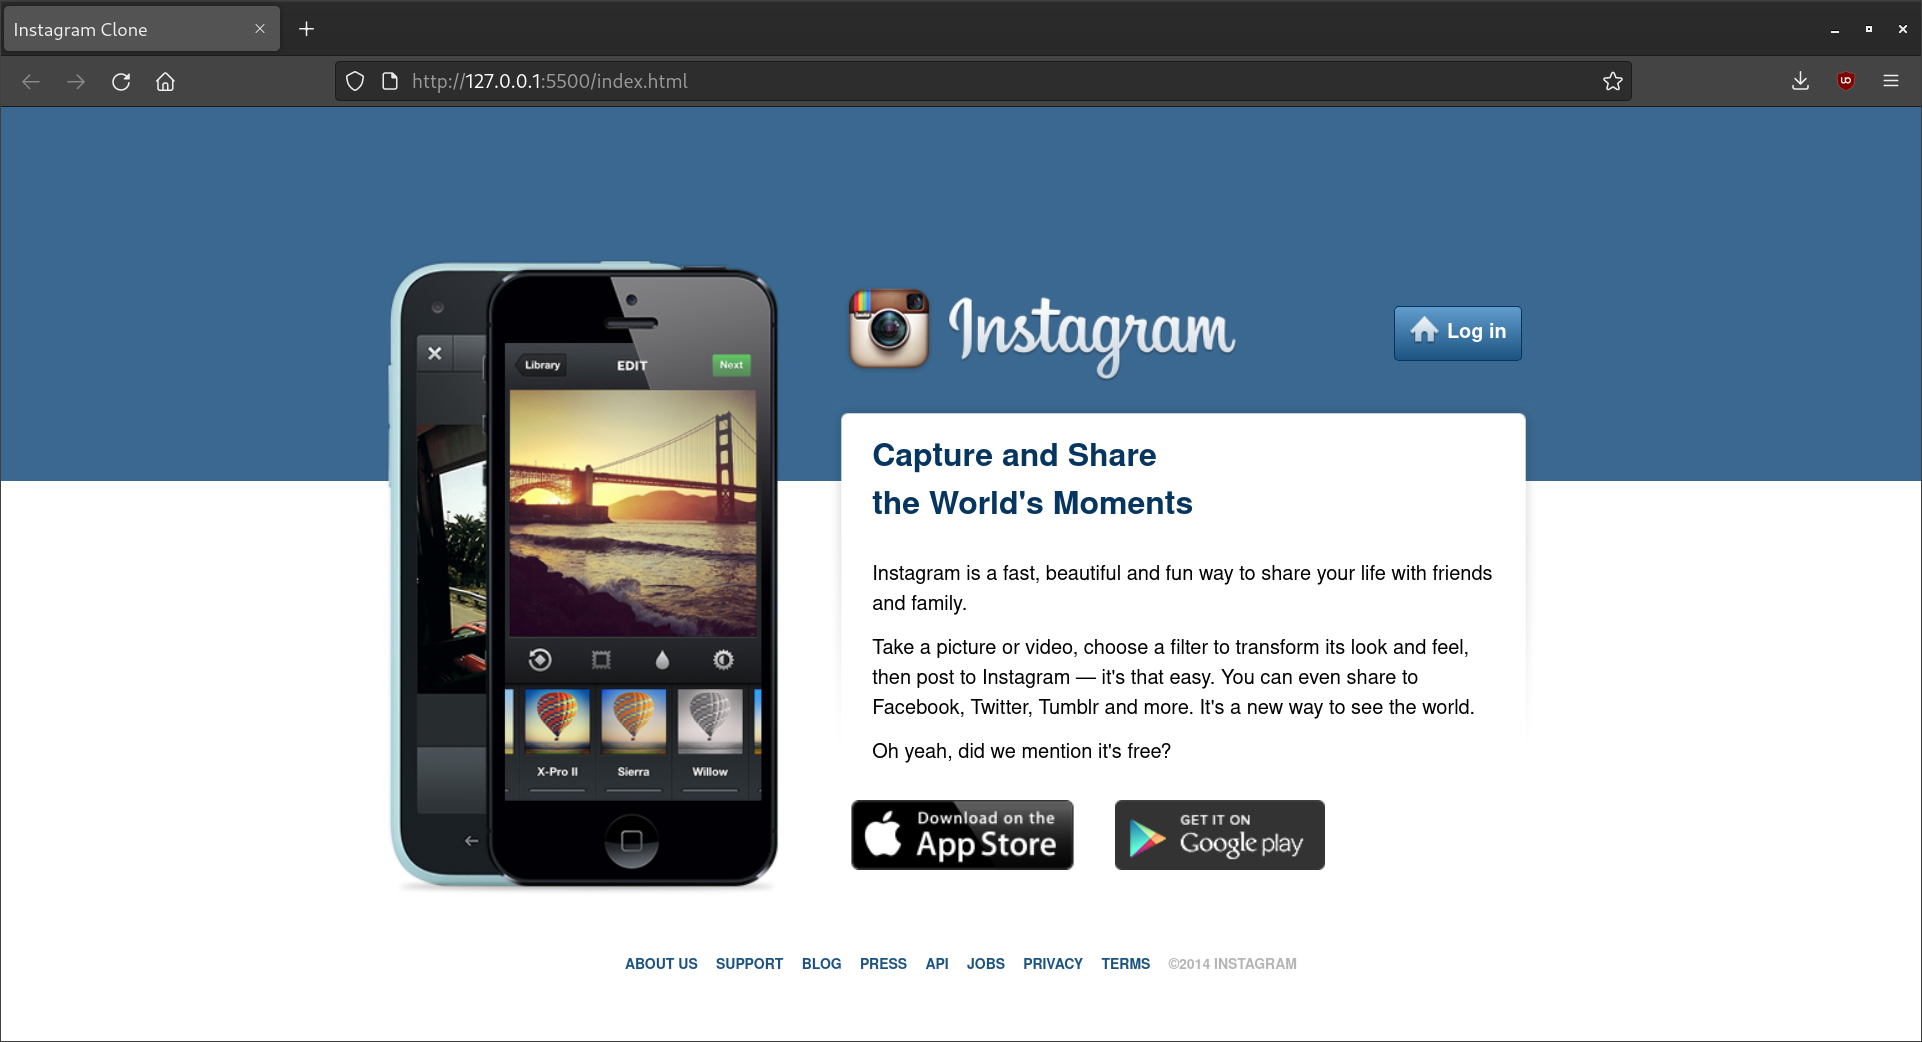 Instagram Clone
http://127.0.0.1:5500/index.html
Instagram
Log in
Library
EDIT
Next
X-Pro II
Sierra
Willow
Capture and Share
the World's Moments
Instagram is a fast, beautiful and fun way to share your life with friends
and family.
Take a picture or video, choose a filter to transform its look and feel,
then post to Instagram — it's that easy. You can even share to
Facebook, Twitter, Tumblr and more. It's a new way to see the world.
Oh yeah, did we mention it's free?
Download on the
App Store
GET IT ON
Google play
ABOUT US SUPPORT BLOG PRESS API JOBS PRIVACY TERMS ©2014 INSTAGRAM